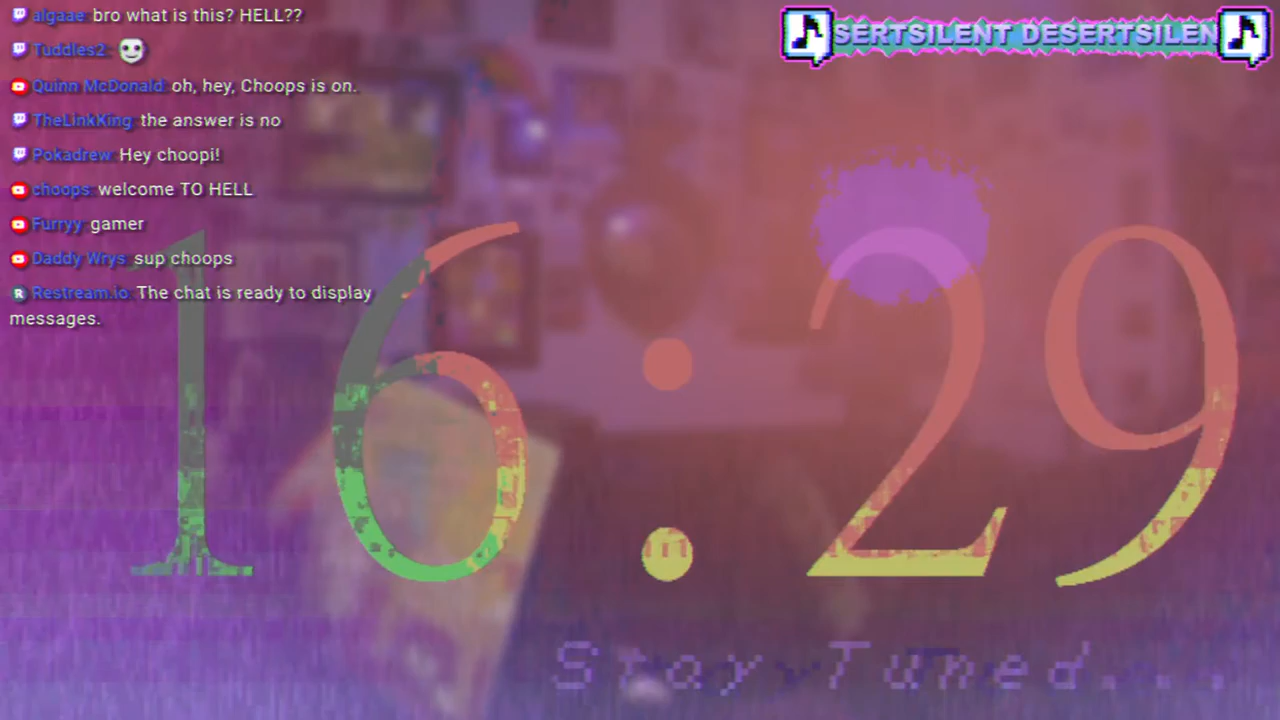 algaae: bro what is this? HELL??
Tuddles2:
Quinn McDonald: oh, hey, Choops is on.
TheLinkKing: the answer is no
Pokadrew: Hey choopi!
choops: welcome TO HELL
Furryy: gamer
Daddy Wrys: sup choops
Restream.io: The chat is ready to display
messages.
SERTSILENT DESERTSILEN
16:29
Stay Tuned...